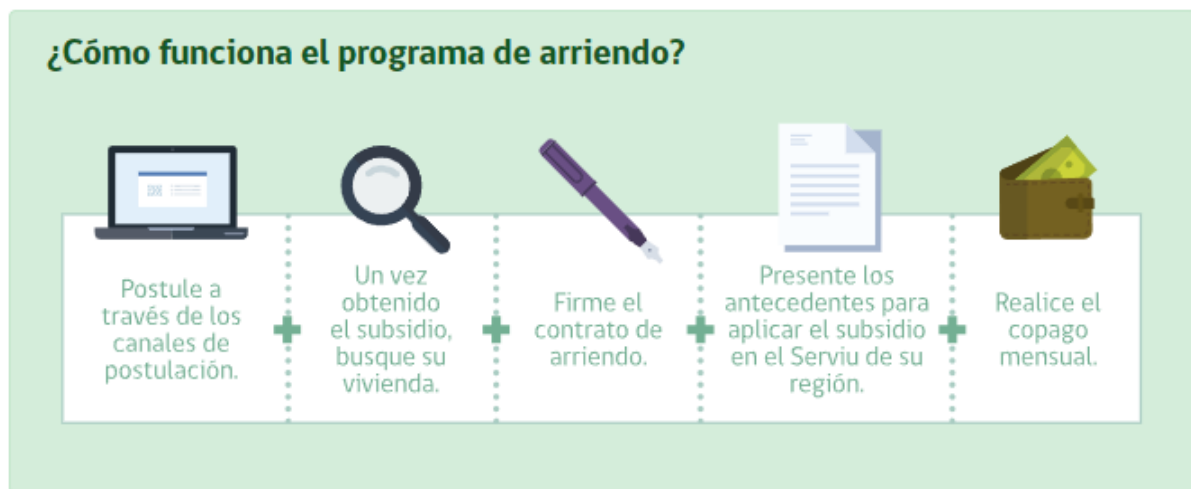 ¿Cómo funciona el programa de arriendo?
Postule a
través de los
canales de
postulación.
Un vez
obtenido
el subsidio,
busque su
vivienda.
Firme el
contrato de
arriendo.
Presente los
antecedentes para
aplicar el subsidio
en el Serviu de su
región.
Realice el
copago
mensual.